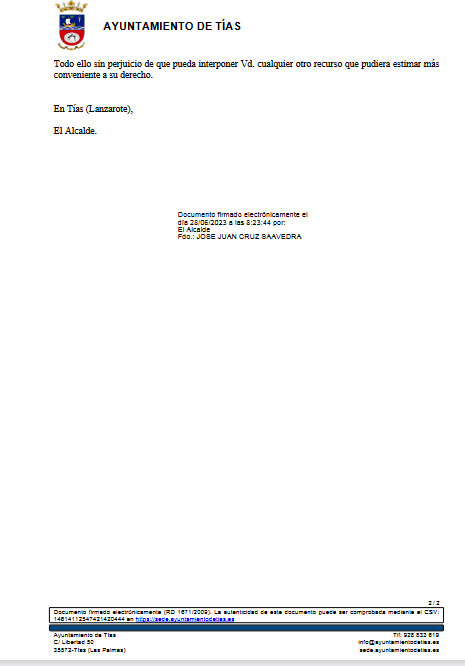 AYUNTAMIENTO DE TÍAS
Todo ello sin perjuicio de que pueda interponer Vd. cualquier otro recurso que pudiera estimar más
conveniente a su derecho.
En Tías (Lanzarote),
El Alcalde.
Documento firmado electrónicamente el
día 28/06/2023 a las 8:23:44 por:
El Alcalde
Fdo.: JOSE JUAN CRUZ SAAVEDRA
2 / 2
Documento firmado electrónicamente (RD 1671/2009). La autenticidad de este documento puede ser comprobada mediante el CSV:
14614112547421420444 en https://sede.ayuntamientodetias.es
Ayuntamiento de Tías
Tlf. 928 833 619
C/ Libertad 50
info@ayuntamientodetias.es
35572-Tías (Las Palmas)
sede.ayuntamientodetias.es